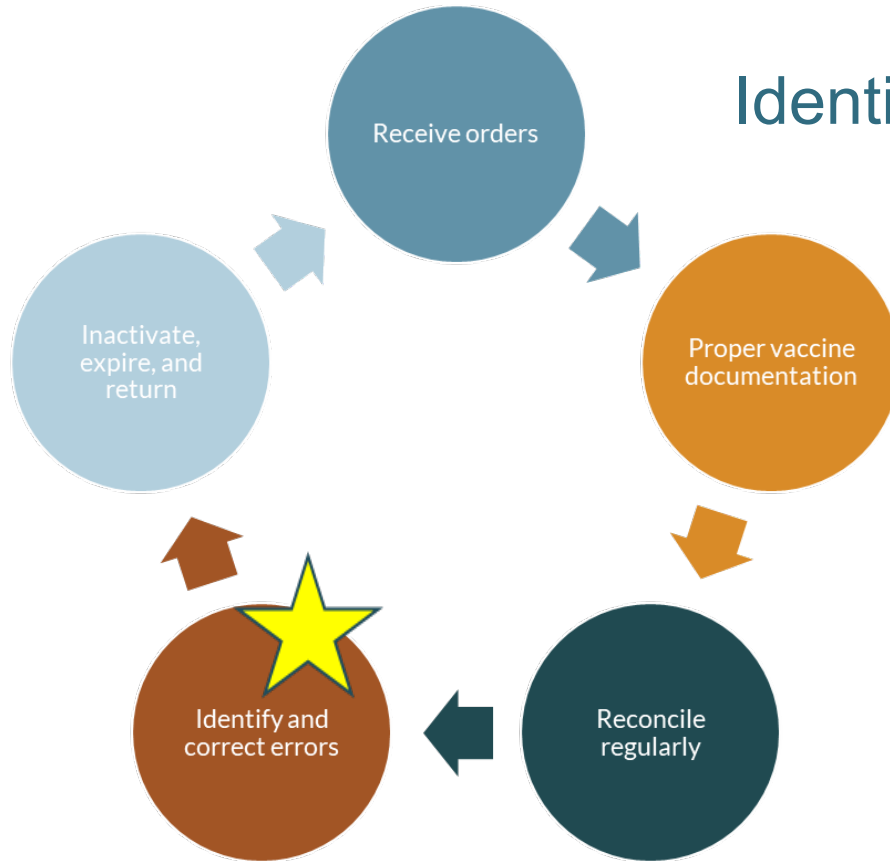 Identi
Receive orders
Proper vaccine
documentation
Reconcile
regularly
Identify and
correct errors
Inactivate,
expire, and
return